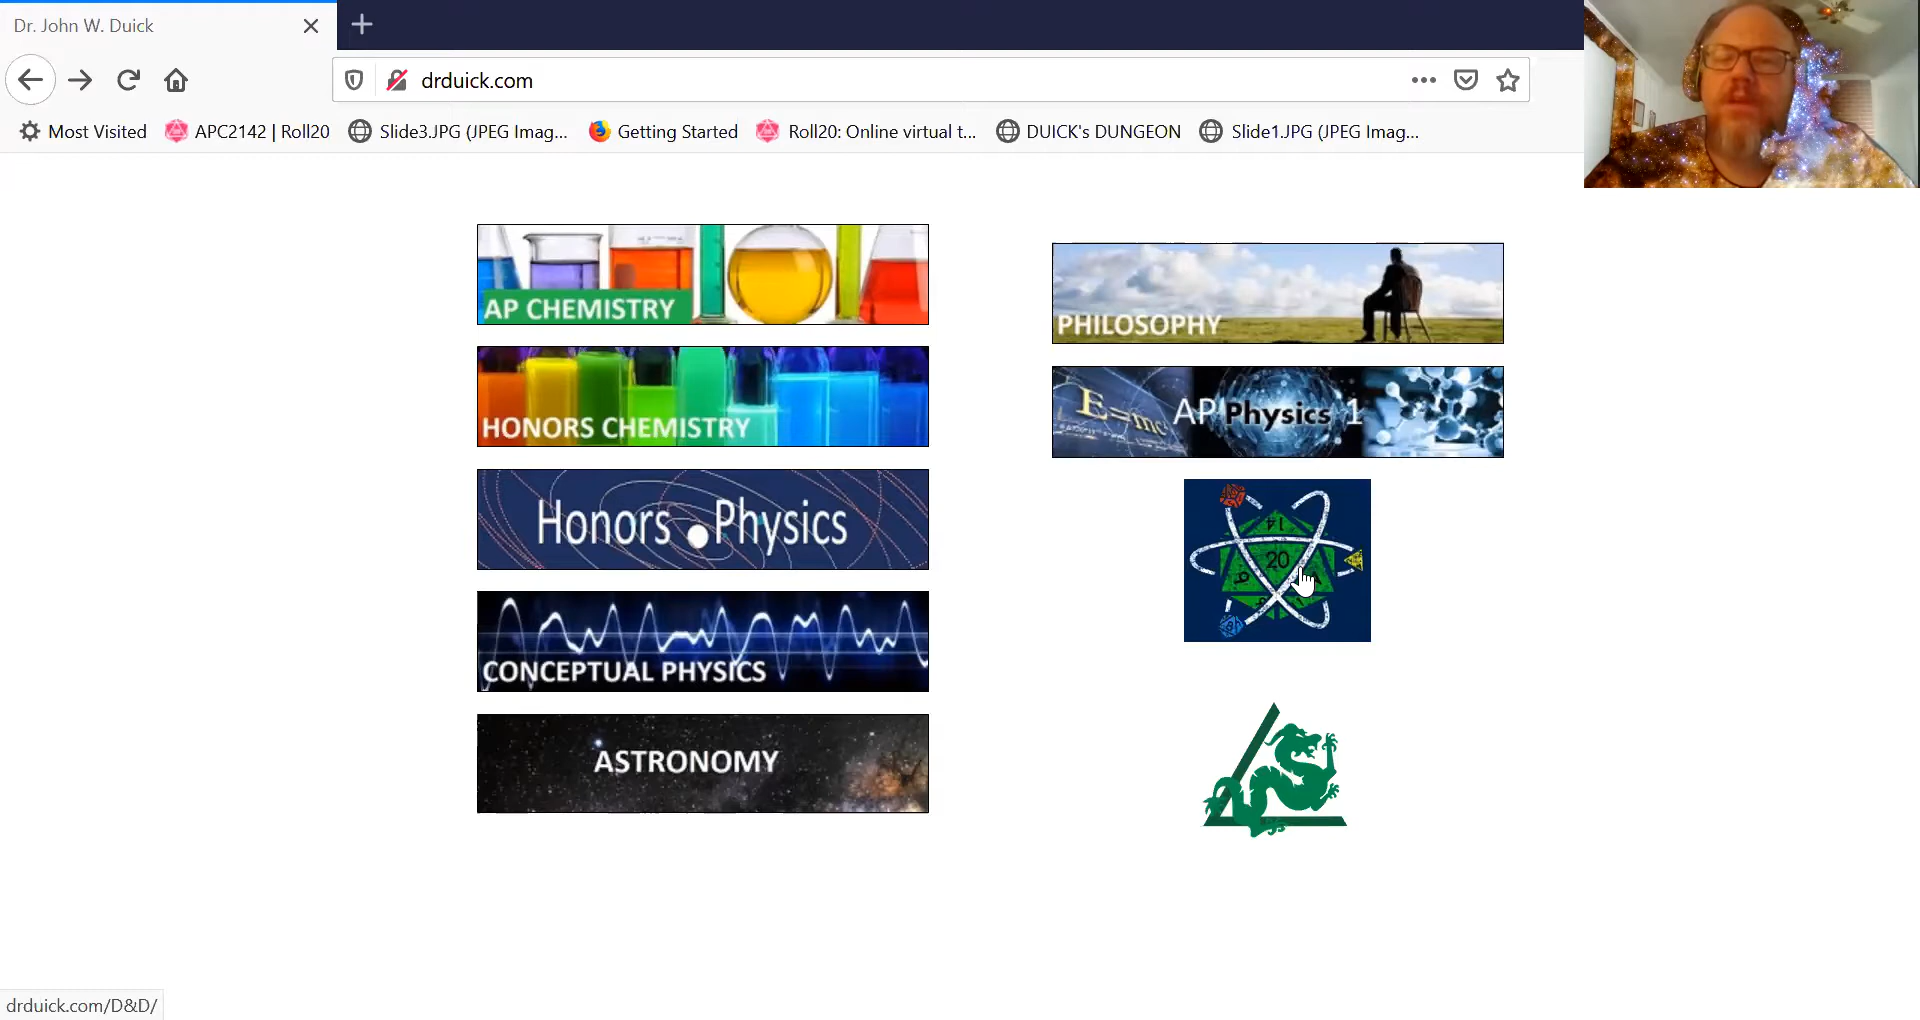 Dr. John W. Duick
drduick.com
Most Visited
APC2142 | Roll20
Slide3.JPG (JPEG Imag...
Getting Started
Roll20: Online virtual t...
DUICK's DUNGEON
Slide1.JPG (JPEG Imag...
AP CHEMISTRY
HONORS CHEMISTRY
Honors Physics
CONCEPTUAL PHYSICS
ASTRONOMY
PHILOSOPHY
E=mc
AP Physics 1
14
20
drduick.com/D&D/